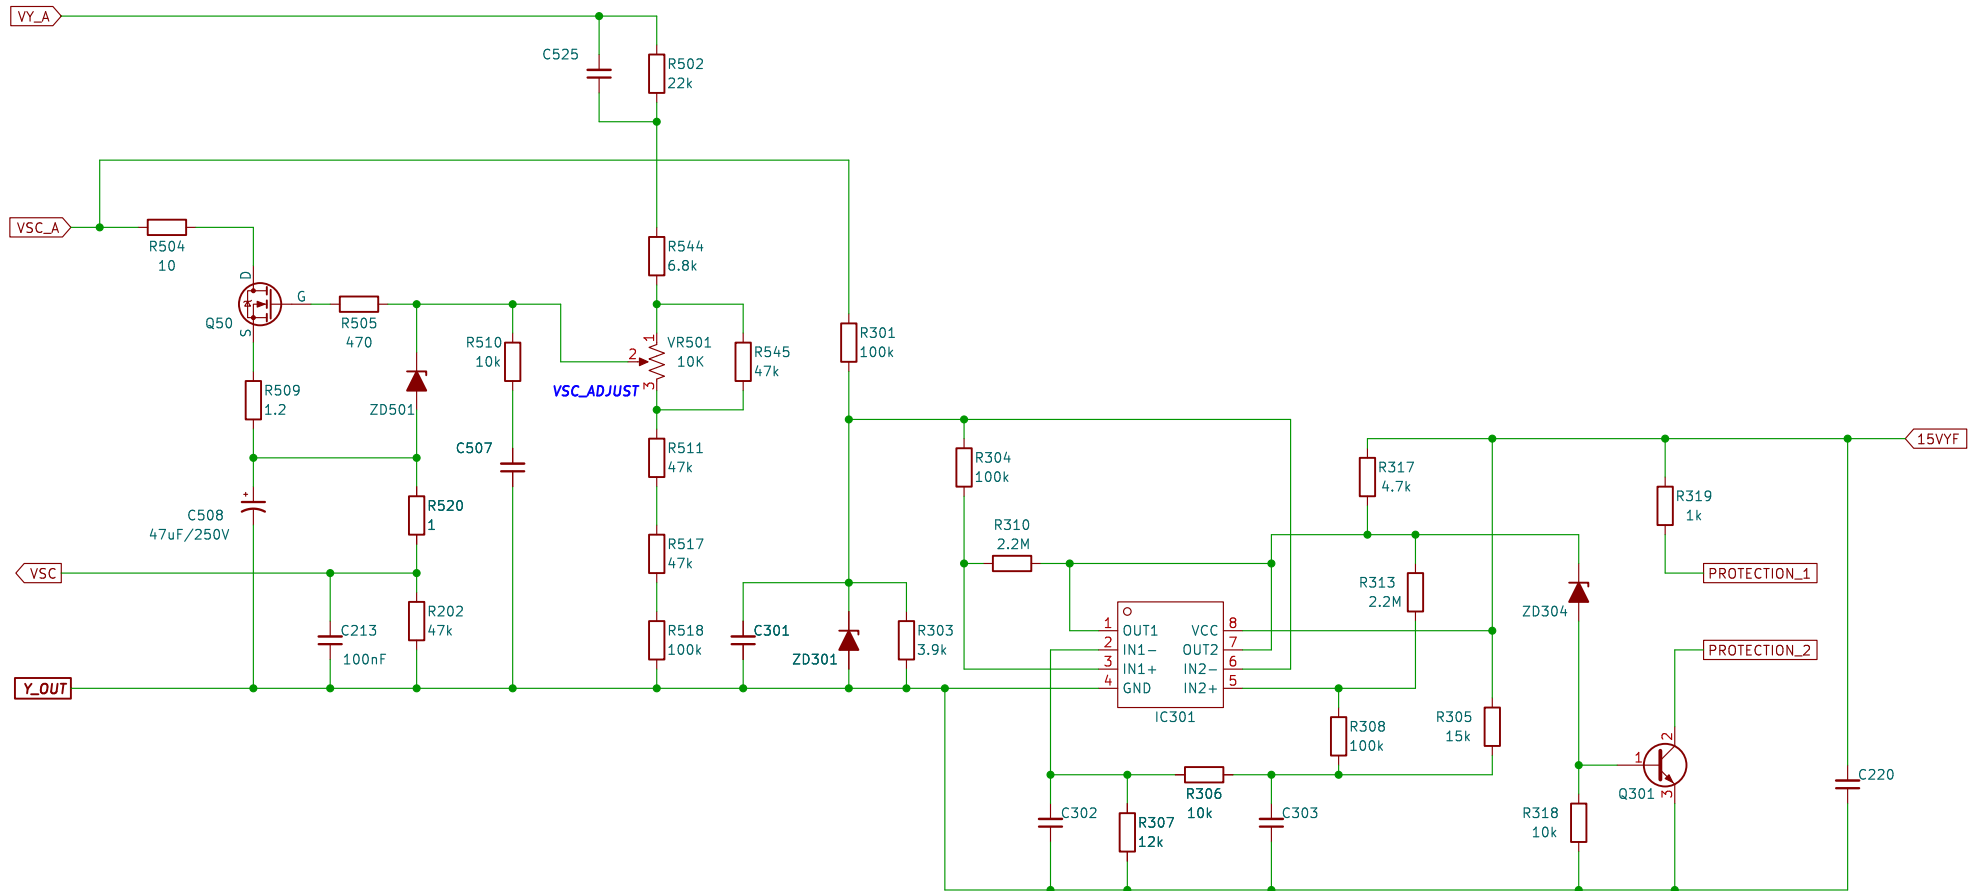 VY_A
C525
R502
22k
VSC_A
R504
10
R544
6.8k
D
G
Q50
S
R505
470
R510
10k
1
VR501
2
10K
3
VSC_ADJUST
R545
47k
R301
100k
R509
1.2
ZD501
C507
R511
47k
R304
100k
R317
4.7k
15VYF
R319
1k
+
C508
47uF/250V
R520
1
R517
47k
R310
2.2M
VSC
PROTECTION_1
R313
2.2M
ZD304
C213
100nF
R202
47k
R518
100k
C301
ZD301
R303
3.9k
1
OUT1
VCC
8
2
IN1-
OUT2
7
3
IN1+
IN2-
6
4
GND
IN2+
5
IC301
PROTECTION_2
Y_OUT
R308
100k
R305
15k
R306
10k
1
2
3
Q301
C220
C302
R307
12k
C303
R318
10k